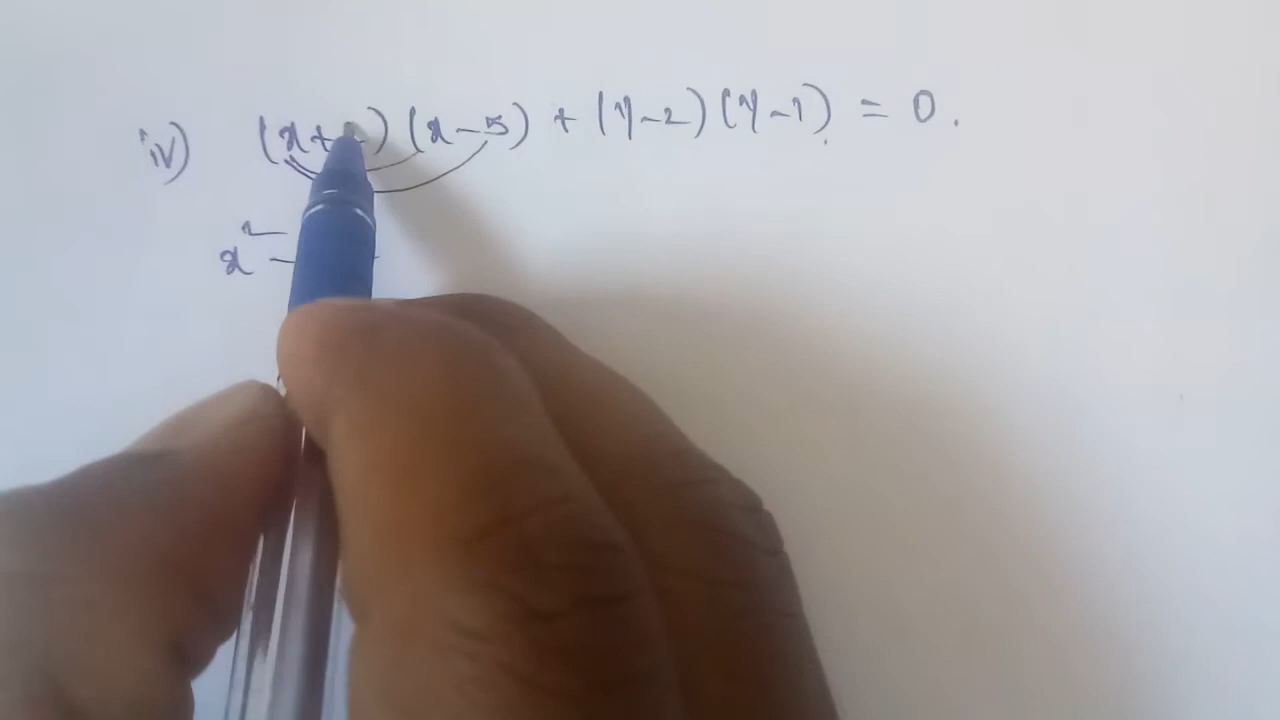 iv) (x+ ) (x-5) + (y-2) (y-1) = 0.
x² -